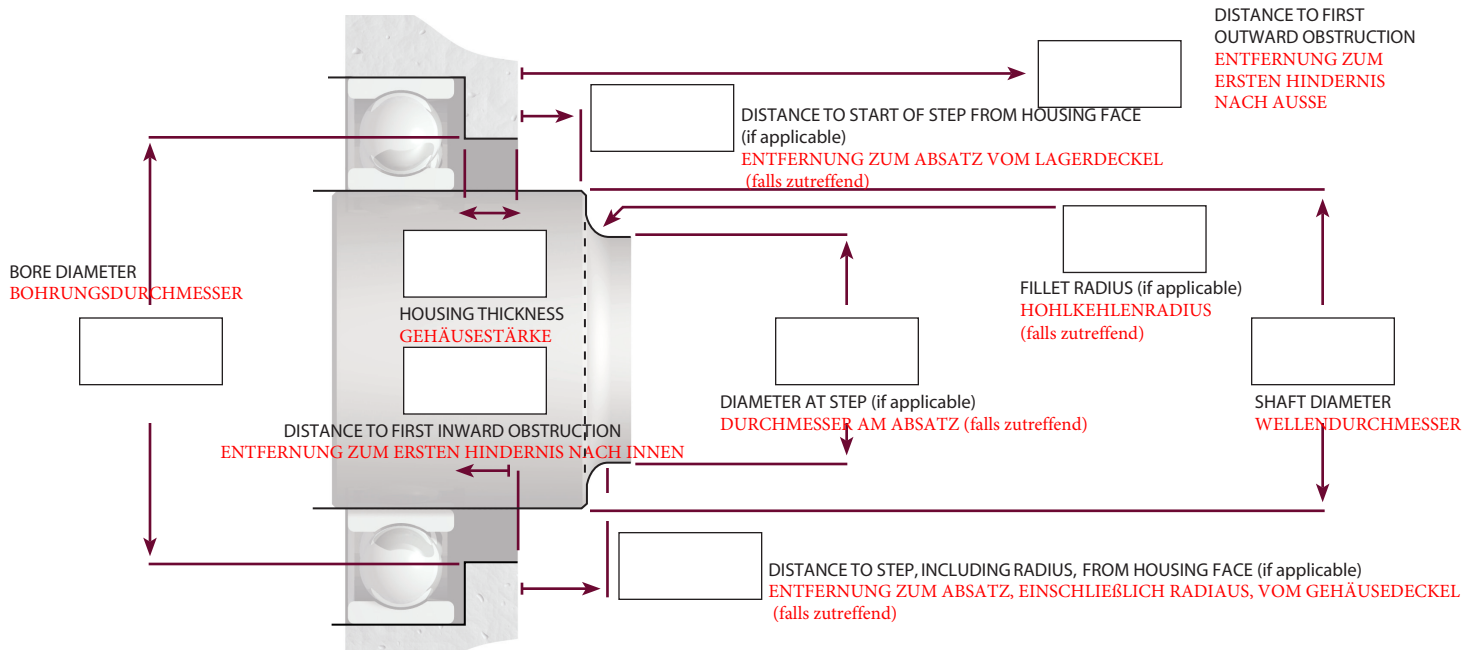 DISTANCE TO FIRST
OUTWARD OBSTRUCTION
ENTFERNUNG ZUM
ERSTEN HINDERNIS
NACH AUSSE
DISTANCE TO START OF STEP FROM HOUSING FACE
(if applicable)
ENTFERNUNG ZUM ABSATZ VOM LAGERDECKEL
(falls zutreffend)
BORE DIAMETER
BOHRUNGSDURCHMESSER
HOUSING THICKNESS
GEHÄUSESTÄRKE
FILLET RADIUS (if applicable)
HOHLKEHLENRADIUS
(falls zutreffend)
DIAMETER AT STEP (if applicable)
DURCHMESSER AM ABSATZ (falls zutreffend)
SHAFT DIAMETER
WELLENDURCHMESSER
DISTANCE TO FIRST INWARD OBSTRUCTION
ENTFERNUNG ZUM ERSTEN HINDERNIS NACH INNEN
DISTANCE TO STEP, INCLUDING RADIUS, FROM HOUSING FACE (if applicable)
ENTFERNUNG ZUM ABSATZ, EINSCHLIEßLICH RADIAUS, VOM GEHÄUSEDECKEL
(falls zutreffend)